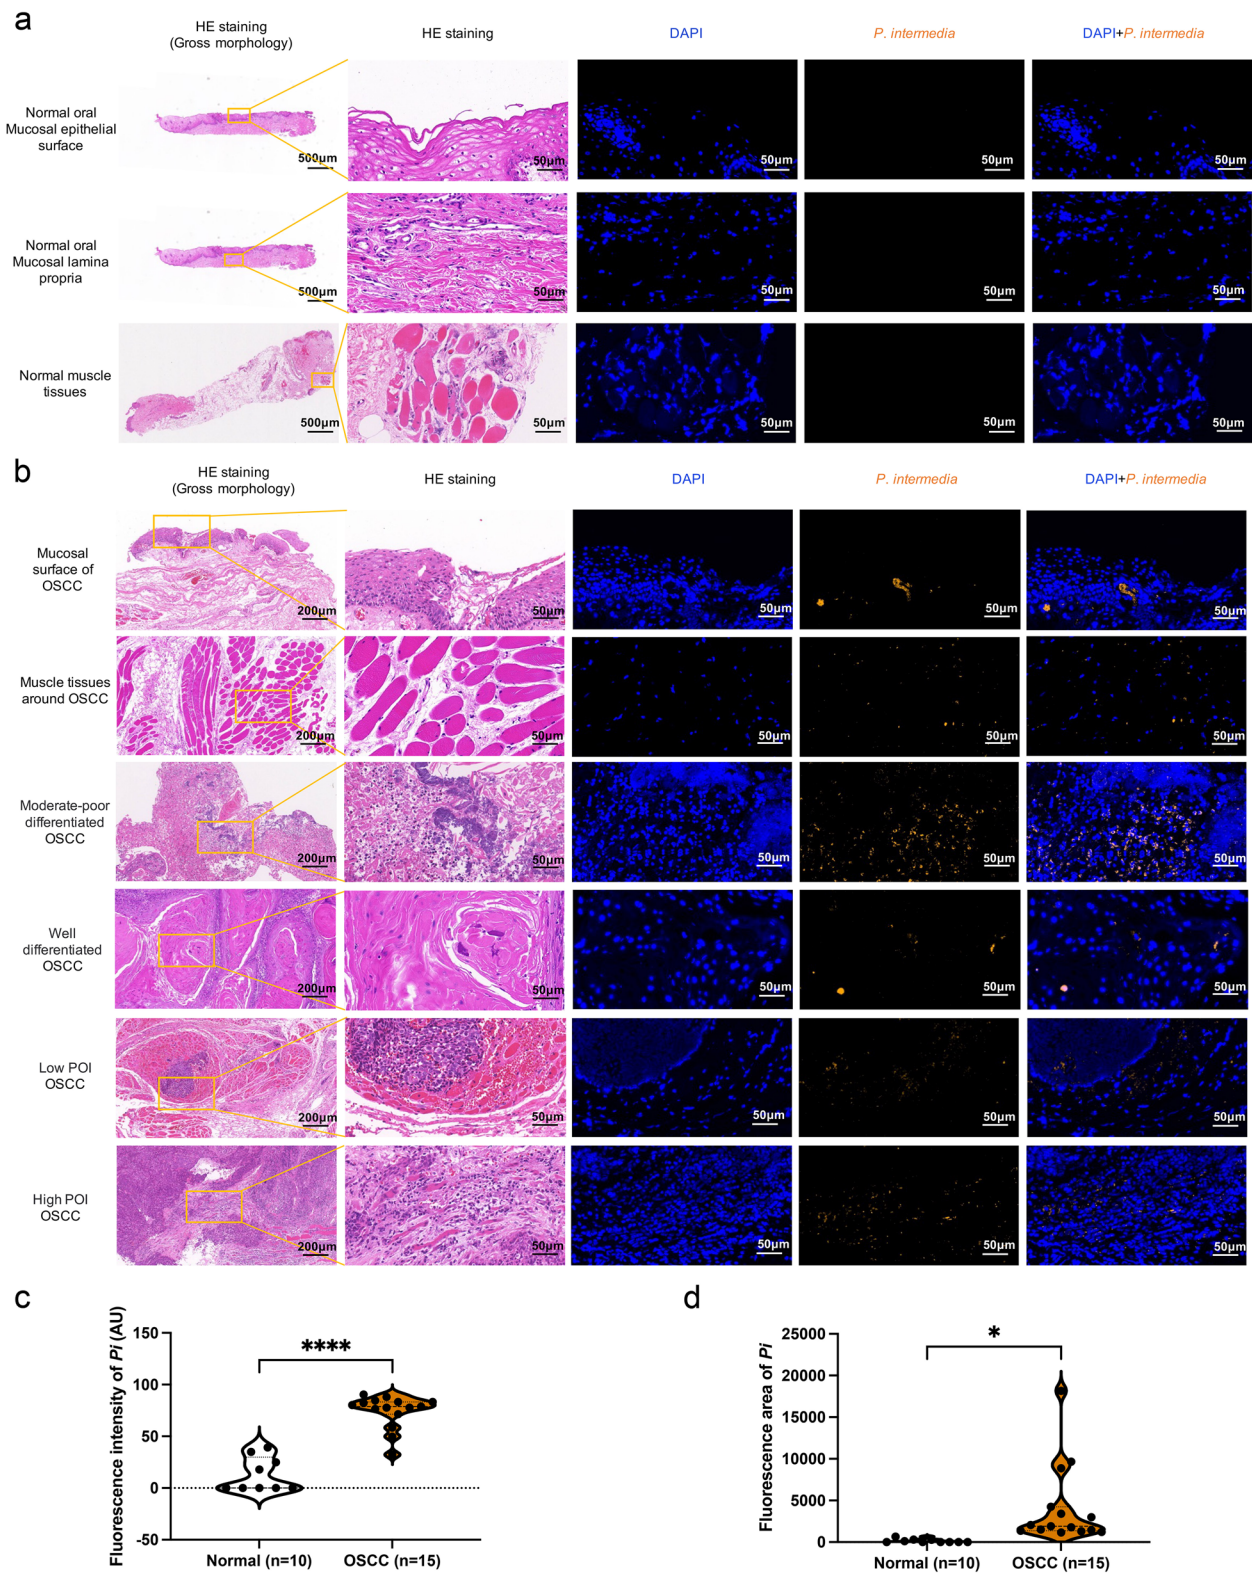 a
HE staining
(Gross morphology)
HE staining
DAPI
P. intermedia
DAPI+P. intermedia
Normal oral
Mucosal epithelial
surface
500µm
50µm
50µm
50µm
50µm
Normal oral
Mucosal lamina
propria
500µm
50µm
50µm
50µm
50µm
Normal muscle
tissues
500µm
50µm
50µm
50µm
50µm
b
HE staining
(Gross morphology)
HE staining
DAPI
P. intermedia
DAPI+P. intermedia
Mucosal
surface of
OSCC
200µm
50µm
50µm
50µm
50µm
Muscle tissues
around OSCC
200µm
50µm
50µm
50µm
50µm
Moderate-poor
differentiated
OSCC
200µm
50µm
50µm
50µm
50µm
Well
differentiated
OSCC
200µm
50µm
50µm
50µm
50µm
Low POI
OSCC
200µm
50µm
50µm
50µm
50µm
High POI
OSCC
200µm
50µm
50µm
50µm
50µm
c
Fluorescence intensity of Pi (AU)
150
100
50
0
-50
****
Normal (n=10)
OSCC (n=15)
d
Fluorescence area of Pi
25000
20000
15000
10000
5000
0
*
Normal (n=10)
OSCC (n=15)